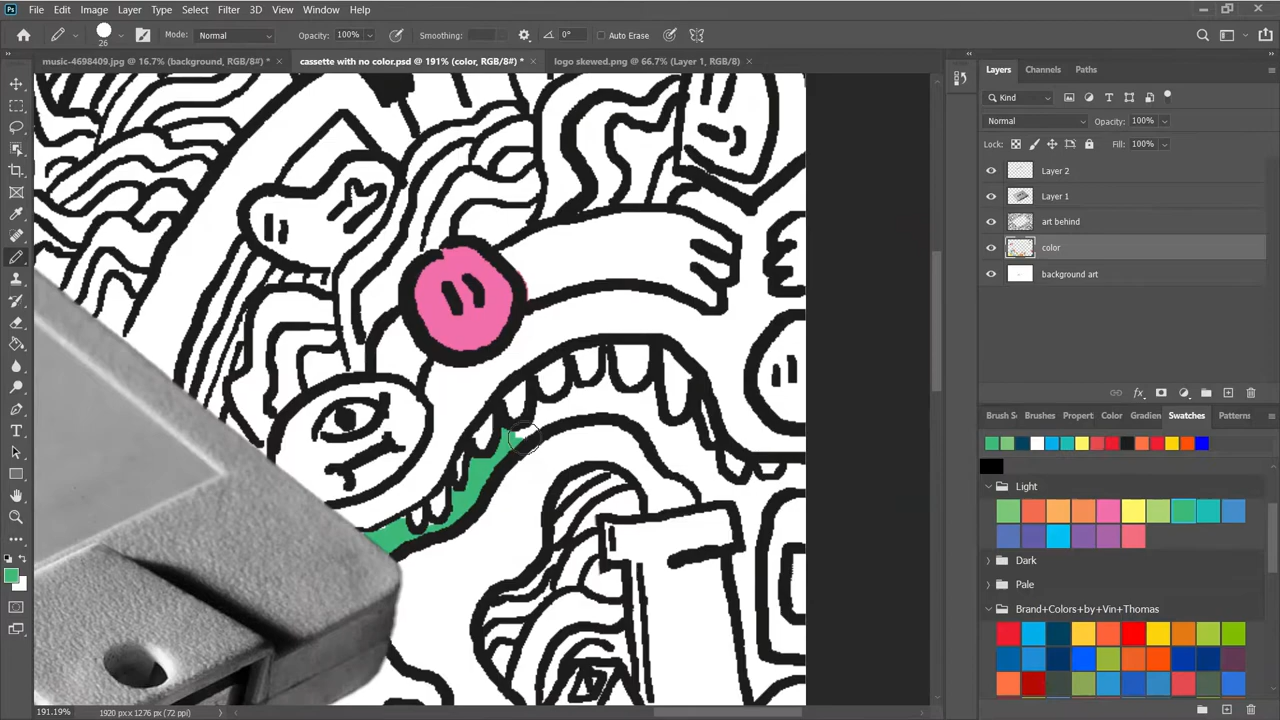 Ps File Edit Image Layer Type Select Filter 3D View Window Help
26 Mode: Normal Opacity: 100% Smoothing: 0° Auto Erase
music-4698409.jpg @ 16.7% (background, RGB/8#) * × cassette with no color.psd @ 191% (color, RGB/8#) * × logo skewed.png @ 66.7% (Layer 1, RGB/8) ×
Layers Channels Paths
Kind
Normal Opacity: 100%
Lock: Fill: 100%
Layer 2
Layer 1
art behind
color
background art
fx
Brush S Brushes Propert Color Gradien Swatches Patterns
Light
Dark
Pale
Brand+Colors+by+Vin+Thomas
191.19% 1920 px x 1276 px (72 ppi)